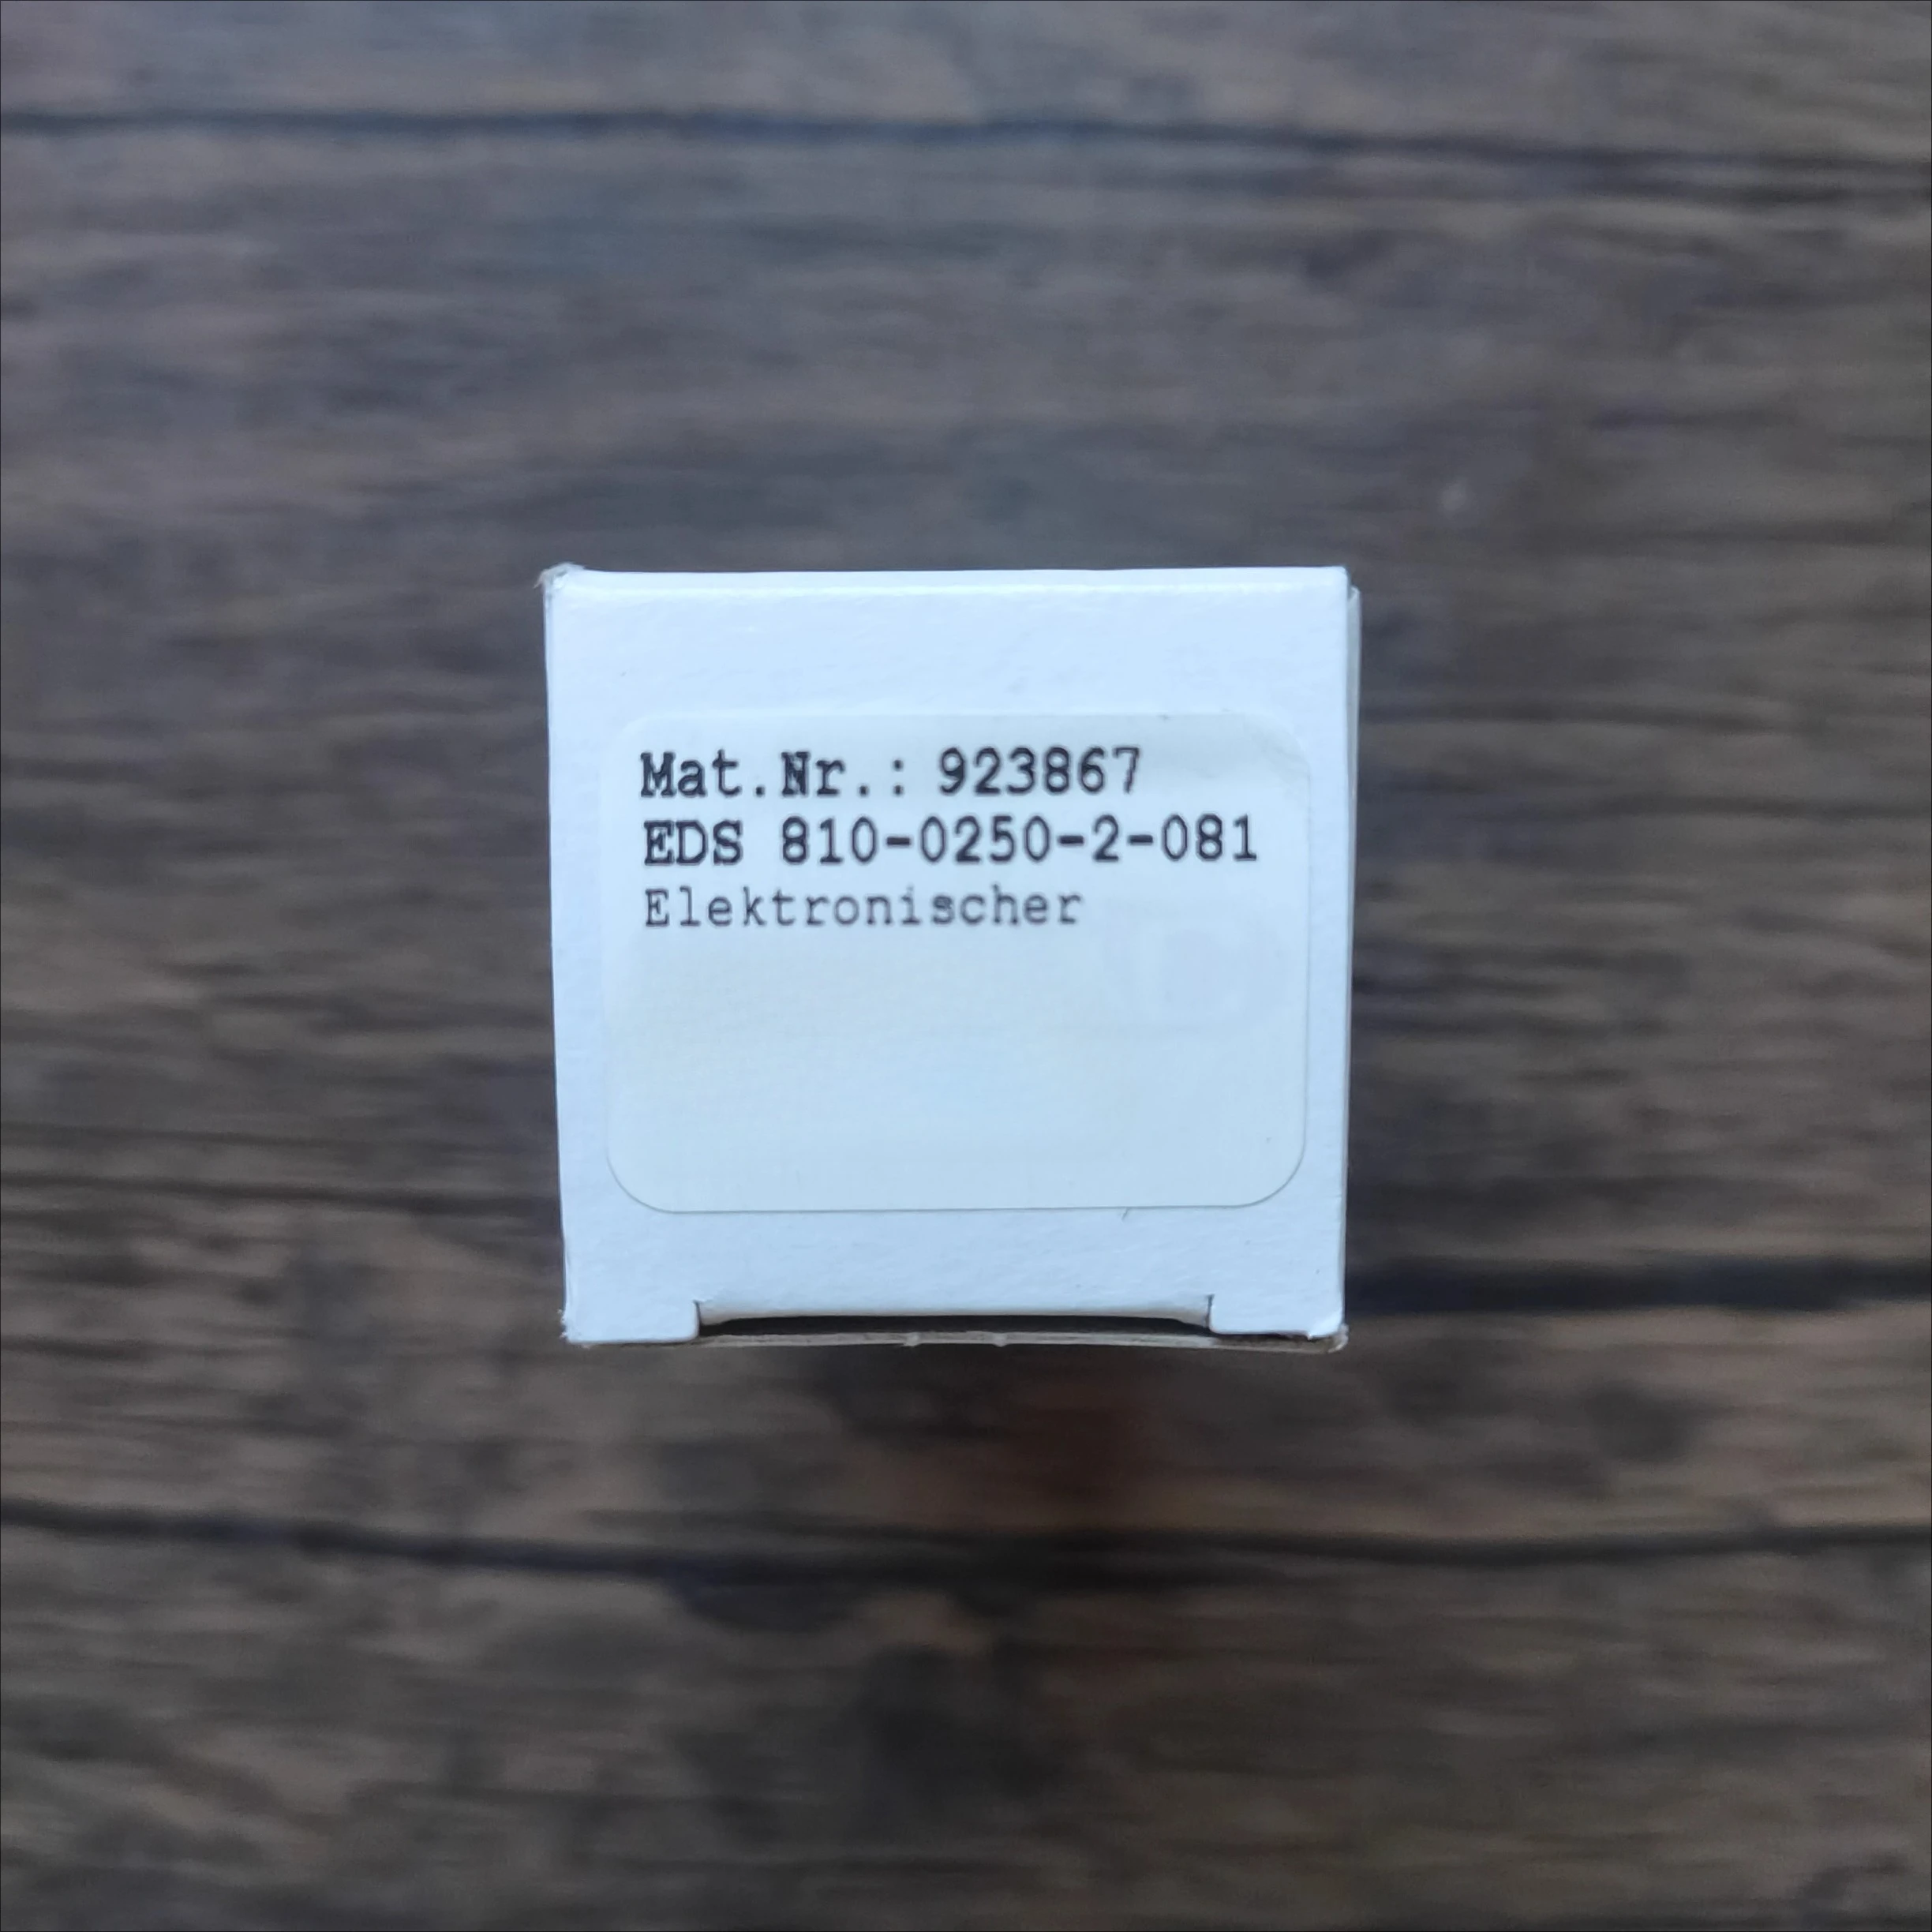 Mat.Nr.: 923867
EDS 810-0250-2-081
Elektronischer